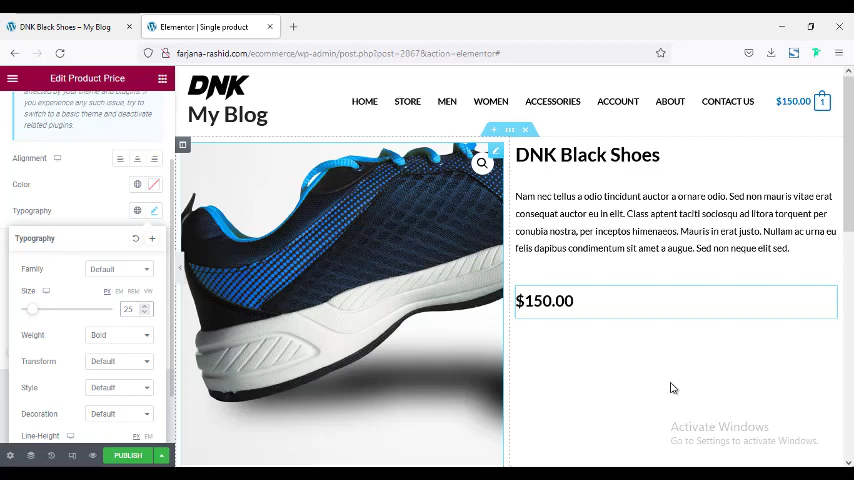 DNK Black Shoes – My Blog
Elementor | Single product
farjana-rashid.com/ecommerce/wp-admin/post.php?post=2867&action=elementor#
Edit Product Price
affected by your theme and plugins. If
you experience any such issue, try to
switch to a basic theme and deactivate
related plugins.
Alignment
Color
Typography
Typography
Family Default
Size PX EM REM VW
25
Weight Bold
Transform Default
Style Default
Decoration Default
Line-Height PX EM
PUBLISH
DNK
My Blog
HOME STORE MEN WOMEN ACCESSORIES ACCOUNT ABOUT CONTACT US $150.00 1
DNK Black Shoes
Nam nec tellus a odio tincidunt auctor a ornare odio. Sed non mauris vitae erat
consequat auctor eu in elit. Class aptent taciti sociosqu ad litora torquent per
conubia nostra, per inceptos himenaeos. Mauris in erat justo. Nullam ac urna eu
felis dapibus condimentum sit amet a augue. Sed non neque elit sed.
$150.00
Activate Windows
Go to Settings to activate Windows.